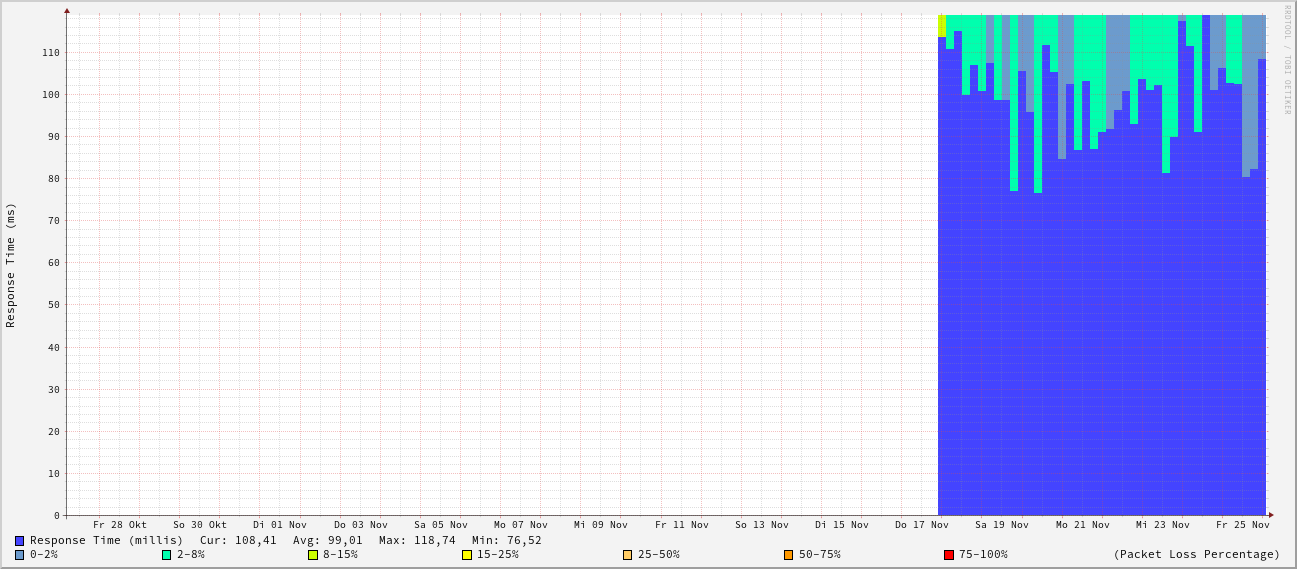 RRDTOOL / TOBI OETIKER
Response Time (ms)
110
100
90
80
70
60
50
40
30
20
10
0
Fr 28 Okt So 30 Okt Di 01 Nov Do 03 Nov Sa 05 Nov Mo 07 Nov Mi 09 Nov Fr 11 Nov So 13 Nov Di 15 Nov Do 17 Nov Sa 19 Nov Mo 21 Nov Mi 23 Nov Fr 25 Nov
Response Time (millis) Cur: 108,41 Avg: 99,01 Max: 118,74 Min: 76,52
0-2% 2-8% 8-15% 15-25% 25-50% 50-75% 75-100% (Packet Loss Percentage)